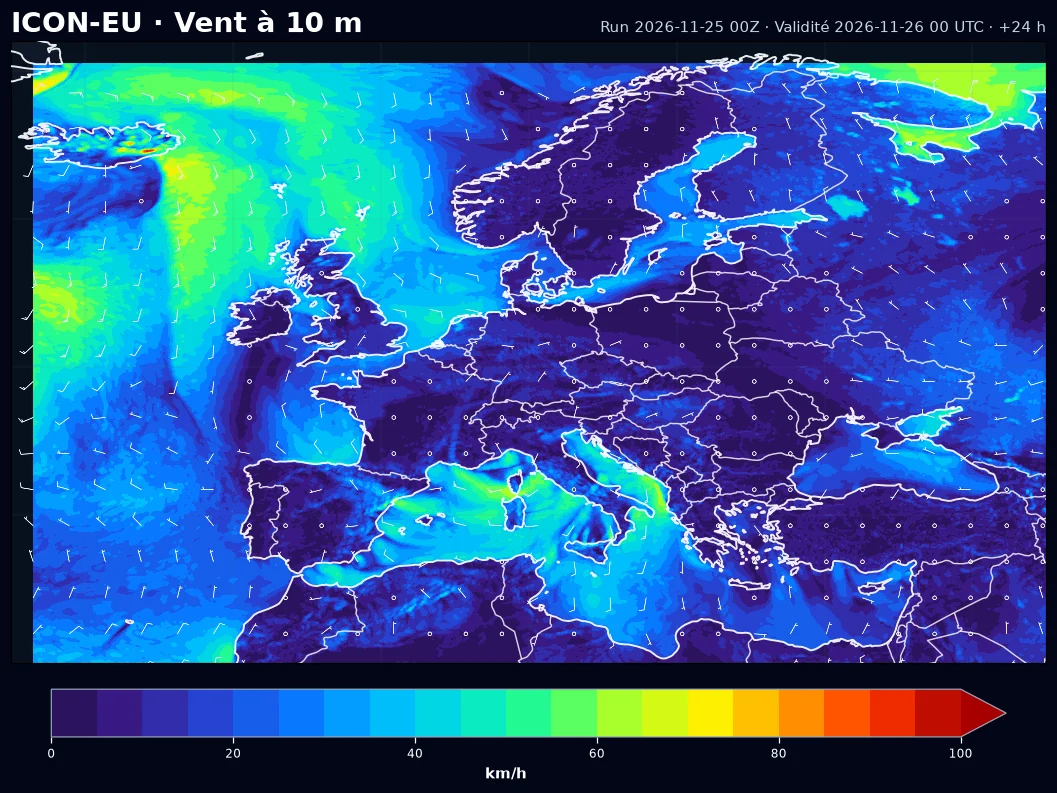 ICON-EU · Vent à 10 m
Run 2026-11-25 00Z · Validité 2026-11-26 00 UTC · +24 h
0 20 40 60 80 100
km/h